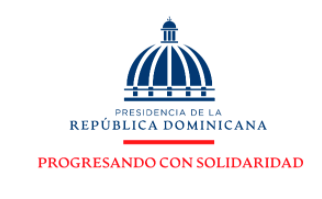 PRESIDENCIA DE LA
REPÚBLICA DOMINICANA
PROGRESANDO CON SOLIDARIDAD